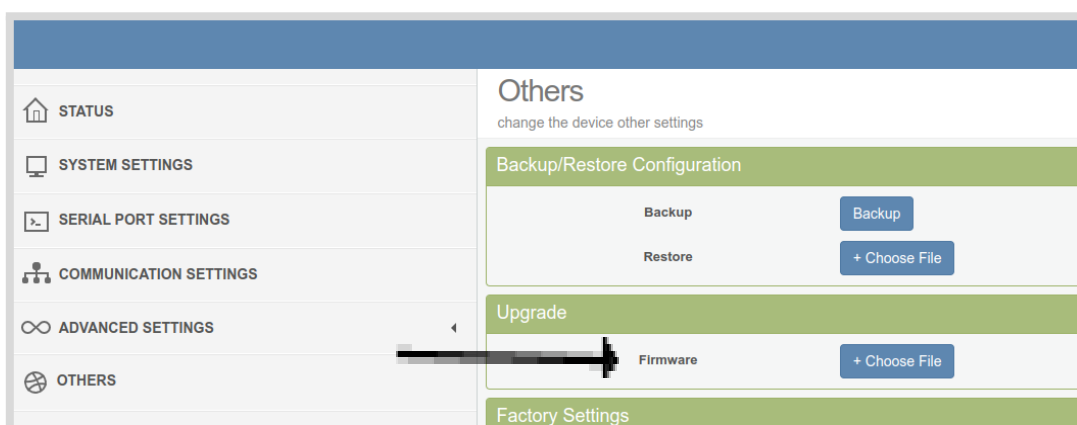 STATUS
SYSTEM SETTINGS
SERIAL PORT SETTINGS
COMMUNICATION SETTINGS
ADVANCED SETTINGS
OTHERS
Others
change the device other settings
Backup/Restore Configuration
Backup Backup
Restore + Choose File
Upgrade
Firmware + Choose File
Factory Settings